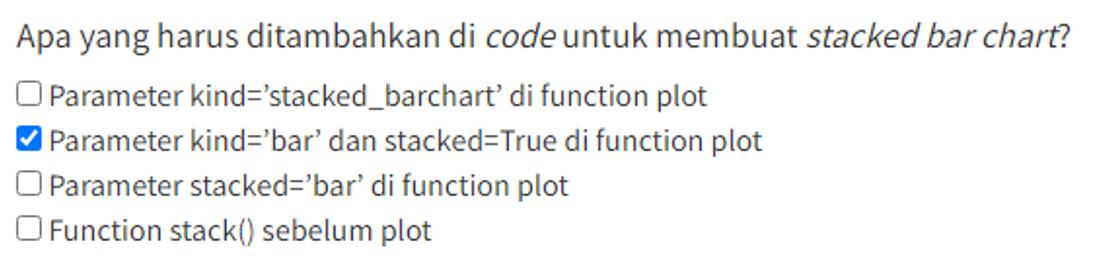 Apa yang harus ditambahkan di code untuk membuat stacked bar chart?
Parameter kind=’stacked_barchart’ di function plot
Parameter kind=’bar’ dan stacked=True di function plot
Parameter stacked=’bar’ di function plot
Function stack() sebelum plot